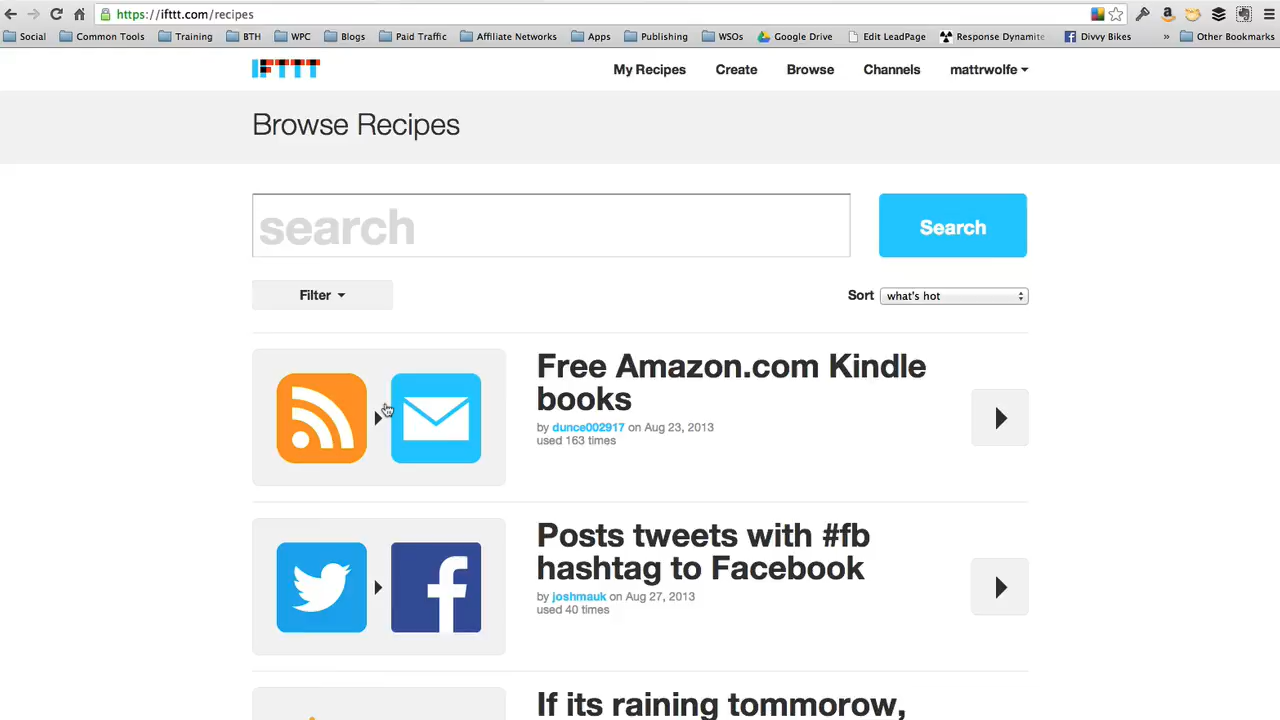 https://ifttt.com/recipes
Social Common Tools Training BTH WPC Blogs Paid Traffic Affiliate Networks Apps Publishing WSOs Google Drive Edit LeadPage Response Dynamite Divvy Bikes » Other Bookmarks
IFTTT My Recipes Create Browse Channels mattrwolfe
Browse Recipes
search Search
Filter Sort what's hot
Free Amazon.com Kindle
books
by dunce002917 on Aug 23, 2013
used 163 times
Posts tweets with #fb
hashtag to Facebook
by joshmauk on Aug 27, 2013
used 40 times
If its raining tommorow,